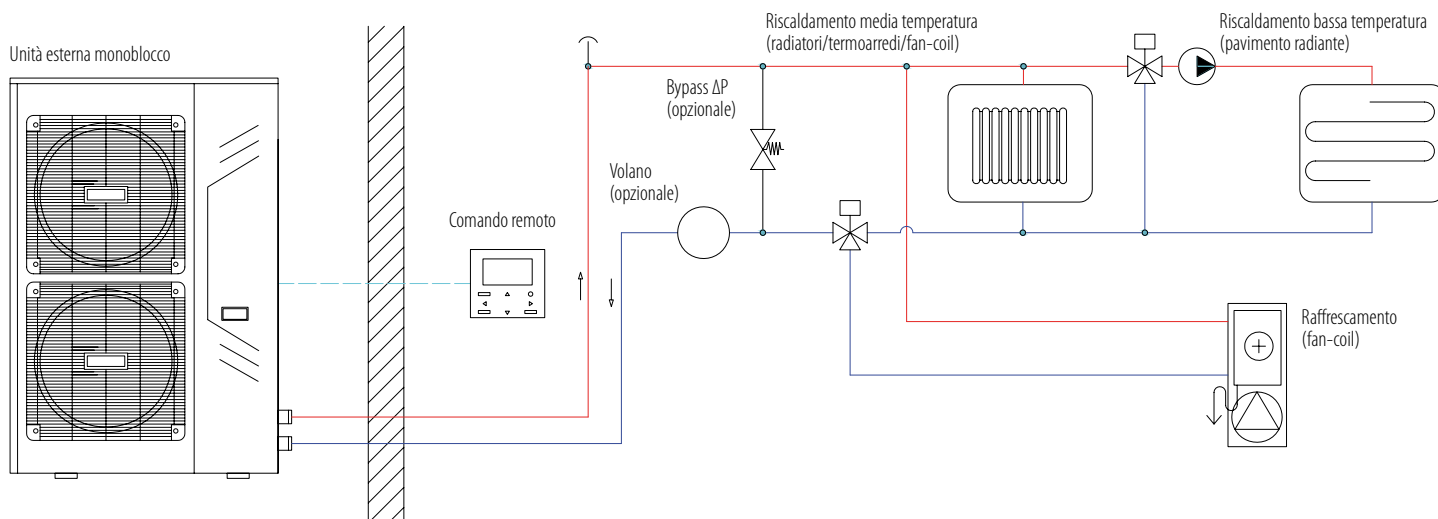 Unità esterna monoblocco
Riscaldamento media temperatura
(radiatori/termoarredi/fan-coil)
Riscaldamento bassa temperatura
(pavimento radiante)
Bypass ΔP
(opzionale)
Volano
(opzionale)
Comando remoto
Raffrescamento
(fan-coil)